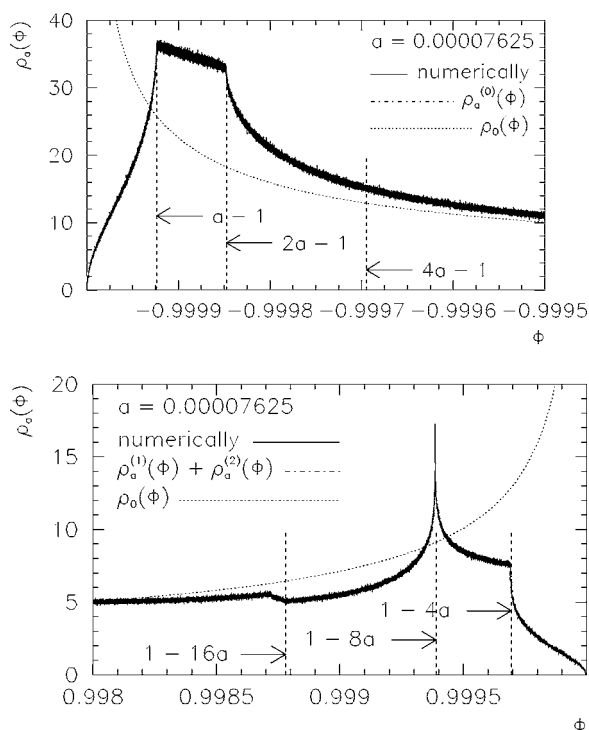 40
30
20
10
0
ρₐ(Φ)
a = 0.00007625
numerically
ρₐ⁽⁰⁾(Φ)
ρ₀(Φ)
a − 1
2a − 1
4a − 1
−0.9999 −0.9998 −0.9997 −0.9996 −0.9995
Φ
20
15
10
5
0
ρₐ(Φ)
a = 0.00007625
numerically
ρₐ⁽¹⁾(Φ) + ρₐ⁽²⁾(Φ)
ρ₀(Φ)
1 − 4a
1 − 8a
1 − 16a
0.998 0.9985 0.999 0.9995
Φ